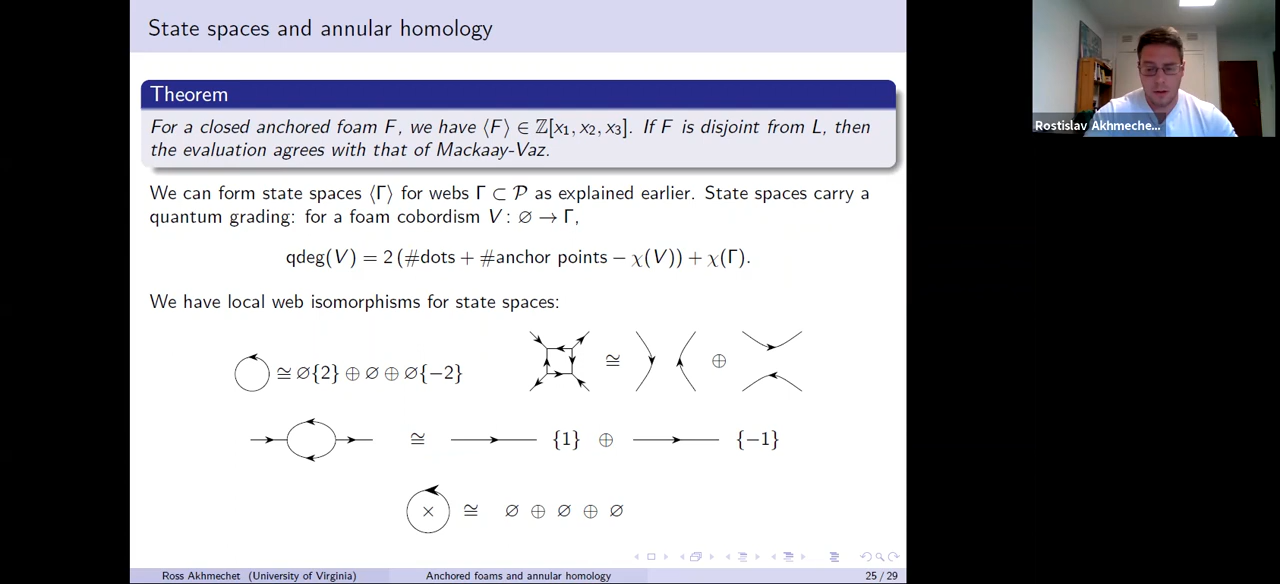 State spaces and annular homology
Theorem
For a closed anchored foam F, we have ⟨F⟩ ∈ ℤ[x₁, x₂, x₃]. If F is disjoint from L, then
the evaluation agrees with that of Mackaay-Vaz.
We can form state spaces ⟨Γ⟩ for webs Γ ⊂ 𝒫 as explained earlier. State spaces carry a
quantum grading: for a foam cobordism V : ∅ → Γ,
qdeg(V) = 2 (#dots + #anchor points − χ(V)) + χ(Γ).
We have local web isomorphisms for state spaces:
≅ ∅{2} ⊕ ∅ ⊕ ∅{−2}
≅ ⊕
≅ {1} ⊕ {−1}
× ≅ ∅ ⊕ ∅ ⊕ ∅
Ross Akhmechet (University of Virginia) Anchored foams and annular homology 25 / 29
Rostislav Akhmeche...